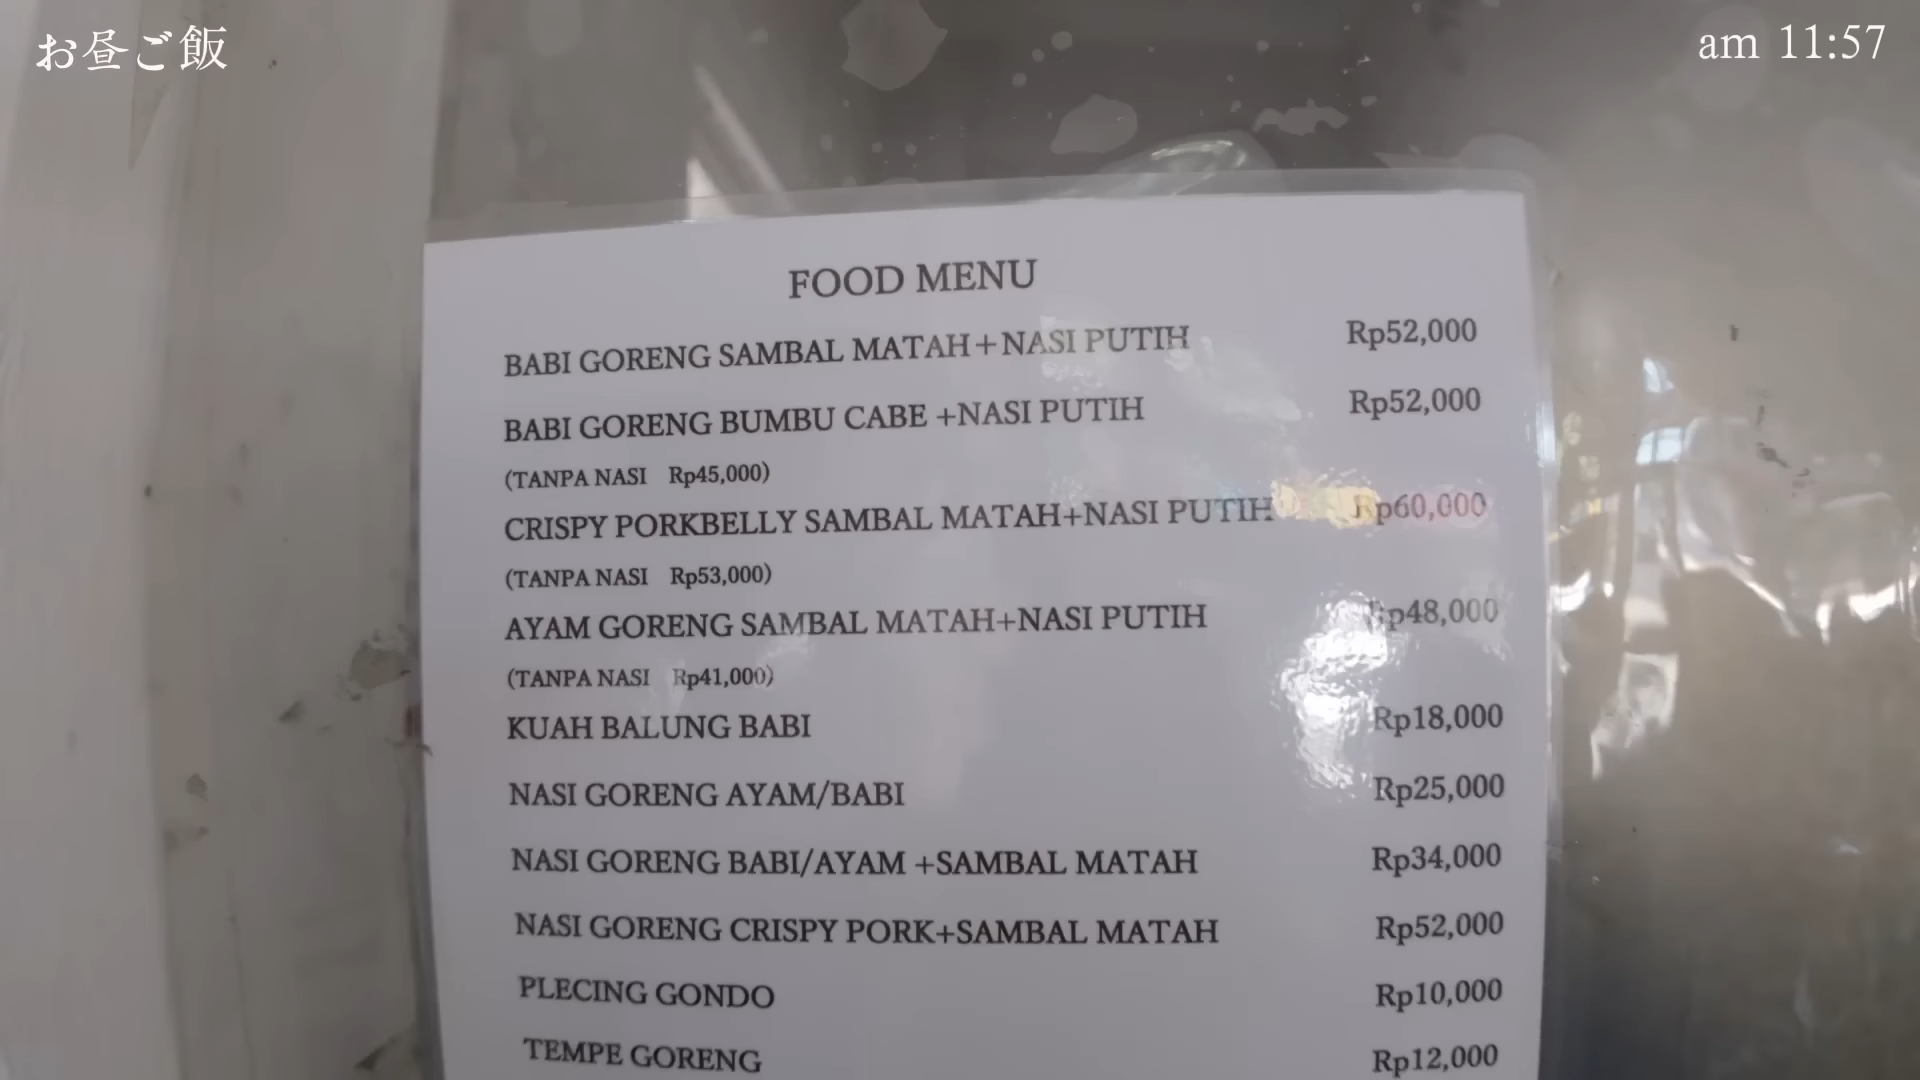 お昼ご飯
am 11:57
FOOD MENU
BABI GORENG SAMBAL MATAH+NASI PUTIH Rp52,000
BABI GORENG BUMBU CABE +NASI PUTIH Rp52,000
(TANPA NASI Rp45,000)
CRISPY PORKBELLY SAMBAL MATAH+NASI PUTIH Rp60,000
(TANPA NASI Rp53,000)
AYAM GORENG SAMBAL MATAH+NASI PUTIH Rp48,000
(TANPA NASI Rp41,000)
KUAH BALUNG BABI Rp18,000
NASI GORENG AYAM/BABI Rp25,000
NASI GORENG BABI/AYAM +SAMBAL MATAH Rp34,000
NASI GORENG CRISPY PORK+SAMBAL MATAH Rp52,000
PLECING GONDO Rp10,000
TEMPE GORENG Rp12,000